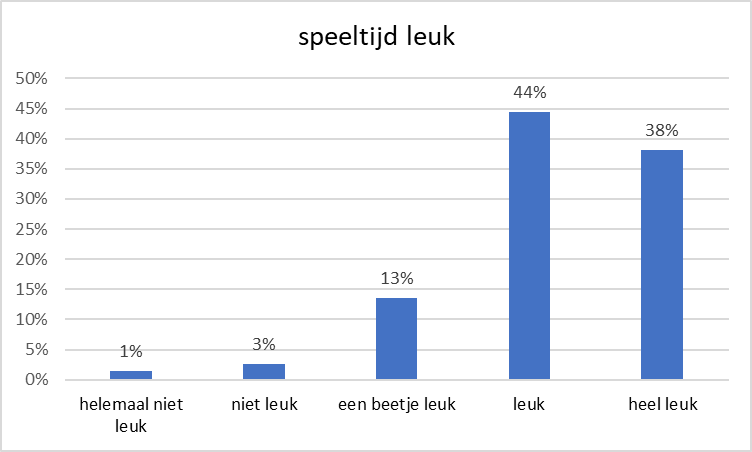 speeltijd leuk
50%
45%
40%
35%
30%
25%
20%
15%
10%
5%
0%
1%
3%
13%
44%
38%
helemaal niet
leuk
niet leuk
een beetje leuk
leuk
heel leuk